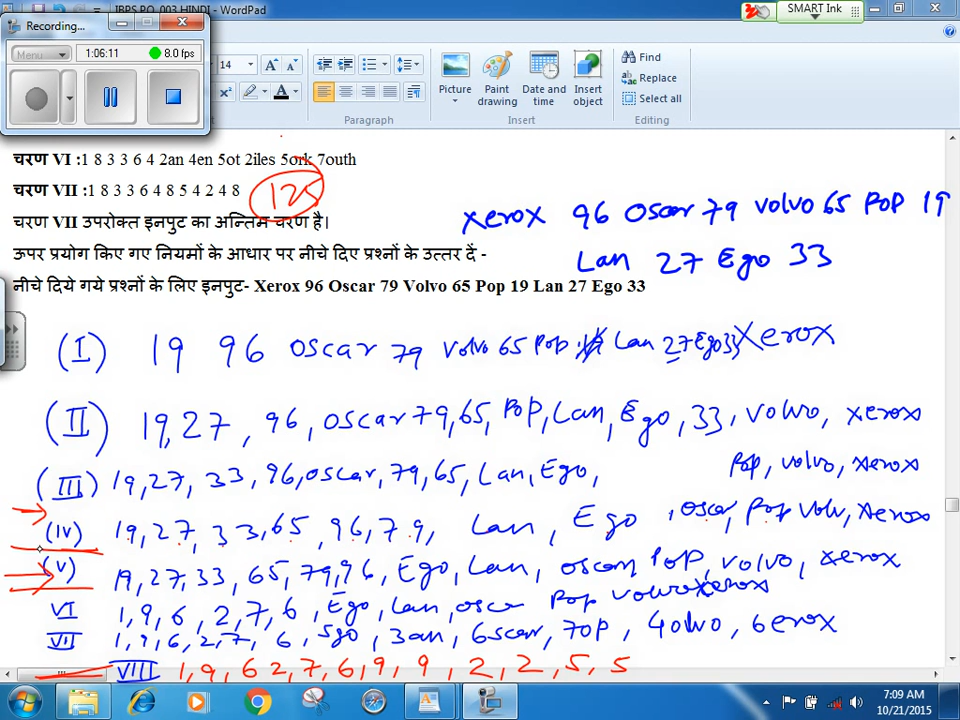 IBPS PO_003 HINDI - WordPad
SMART Ink
Recording...
Menu
1:06:11
8.0 fps
14
Find
Replace
Select all
Picture
Paint drawing
Date and time
Insert object
Paragraph
Insert
Editing
चरण VI :1 8 3 3 6 4 2an 4en 5ot 2iles 5ork 7outh
चरण VII :1 8 3 3 6 4 8 5 4 2 4 8
125
चरण VII उपरोक्त इनपुट का अन्तिम चरण है।
Xerox 96 Oscar 79 Volvo 65 Pop 19
ऊपर प्रयोग किए गए नियमों के आधार पर नीचे दिए प्रश्नों के उत्तर दें -
Lan 27 Ego 33
नीचे दिये गये प्रश्नों के लिए इनपुट- Xerox 96 Oscar 79 Volvo 65 Pop 19 Lan 27 Ego 33
(I) 19 96 Oscar 79 Volvo 65 Pop Lan 27 Ego 33 Xerox
(II) 19, 27, 96, Oscar 79, 65, Pop, Lan, Ego, 33, Volvo, Xerox
(III) 19, 27, 33, 96, Oscar, 79, 65, Lan, Ego, Pop, Volvo, Xerox
(IV) 19, 27, 33, 65, 96, 79, Lan, Ego, Oscar, Pop Volv, Xerox
(V) 19, 27, 33, 65, 79, 96, Ego, Lan, Oscar Pop, Volvo, Xerox
VI 1, 9, 6, 2, 7, 6, Ego, Lan, Osca Pop Volvo Xerox
VII 1, 9, 6, 2, 7, 6, 5go, 3an, 6scar, 7op, 4olvo, 6erox
VIII 1, 9, 6 2, 7, 6, 9, 9, 2, 2, 5, 5
7:09 AM
10/21/2015